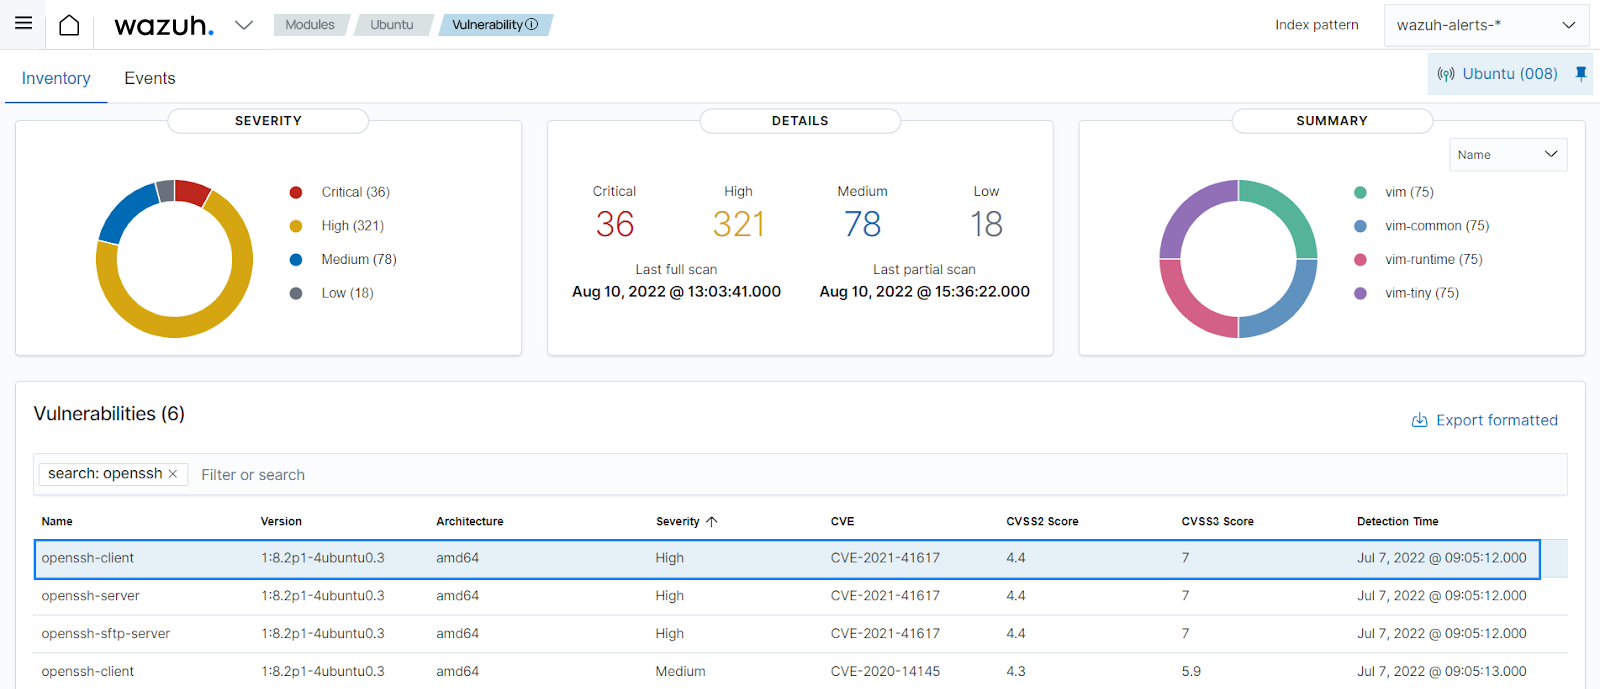 wazuh.
Modules
Ubuntu
Vulnerability
Index pattern
wazuh-alerts-*
Inventory
Events
Ubuntu (008)
SEVERITY
Critical (36)
High (321)
Medium (78)
Low (18)
DETAILS
Critical High Medium Low
36 321 78 18
Last full scan Last partial scan
Aug 10, 2022 @ 13:03:41.000 Aug 10, 2022 @ 15:36:22.000
SUMMARY
Name
vim (75)
vim-common (75)
vim-runtime (75)
vim-tiny (75)
Vulnerabilities (6)
Export formatted
search: openssh × Filter or search
Name Version Architecture Severity ↑ CVE CVSS2 Score CVSS3 Score Detection Time
openssh-client 1:8.2p1-4ubuntu0.3 amd64 High CVE-2021-41617 4.4 7 Jul 7, 2022 @ 09:05:12.000
openssh-server 1:8.2p1-4ubuntu0.3 amd64 High CVE-2021-41617 4.4 7 Jul 7, 2022 @ 09:05:12.000
openssh-sftp-server 1:8.2p1-4ubuntu0.3 amd64 High CVE-2021-41617 4.4 7 Jul 7, 2022 @ 09:05:12.000
openssh-client 1:8.2p1-4ubuntu0.3 amd64 Medium CVE-2020-14145 4.3 5.9 Jul 7, 2022 @ 09:05:13.000